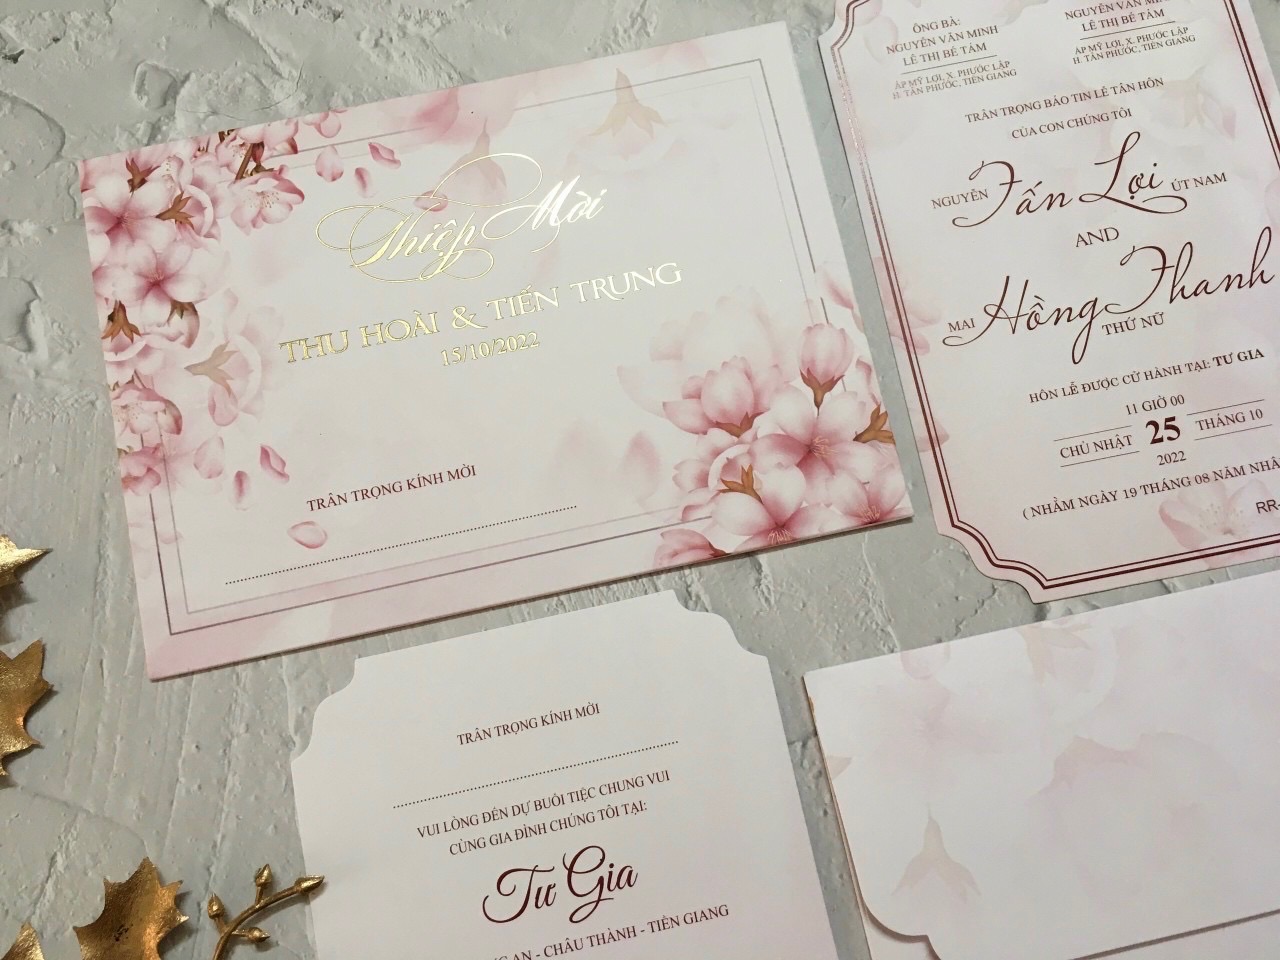 Thiệp Mời
THU HOÀI & TIẾN TRUNG
15/10/2022
TRÂN TRỌNG KÍNH MỜI
ÔNG BÀ:
NGUYÊN VĂN MINH
LÊ THỊ BÉ TÁM
ẤP MỸ LỢI, X. PHƯỚC LẬP
H. TÂN PHƯỚC, TIỀN GIANG
NGUYỄN VĂN MINH
LÊ THỊ BÉ TÁM
ẤP MỸ LỢI, X. PHƯỚC LẬP
H. TÂN PHƯỚC, TIỀN GIANG
TRÂN TRỌNG BÁO TIN LỄ TÂN HÔN
CỦA CON CHÚNG TÔI
NGUYỄN Tấn Lợi ÚT NAM
AND
MAI Hồng Thanh
THỨ NỮ
HÔN LỄ ĐƯỢC CỬ HÀNH TẠI: TƯ GIA
11 GIỜ 00
CHỦ NHẬT 25 THÁNG 10
2022
( NHẰM NGÀY 19 THÁNG 08 NĂM
RR-
TRÂN TRỌNG KÍNH MỜI
VUI LÒNG ĐẾN DỰ BUỔI TIỆC CHUNG VUI
CÙNG GIA ĐÌNH CHÚNG TÔI TẠI:
Tư Gia
AN - CHÂU THÀNH - TIỀN GIANG